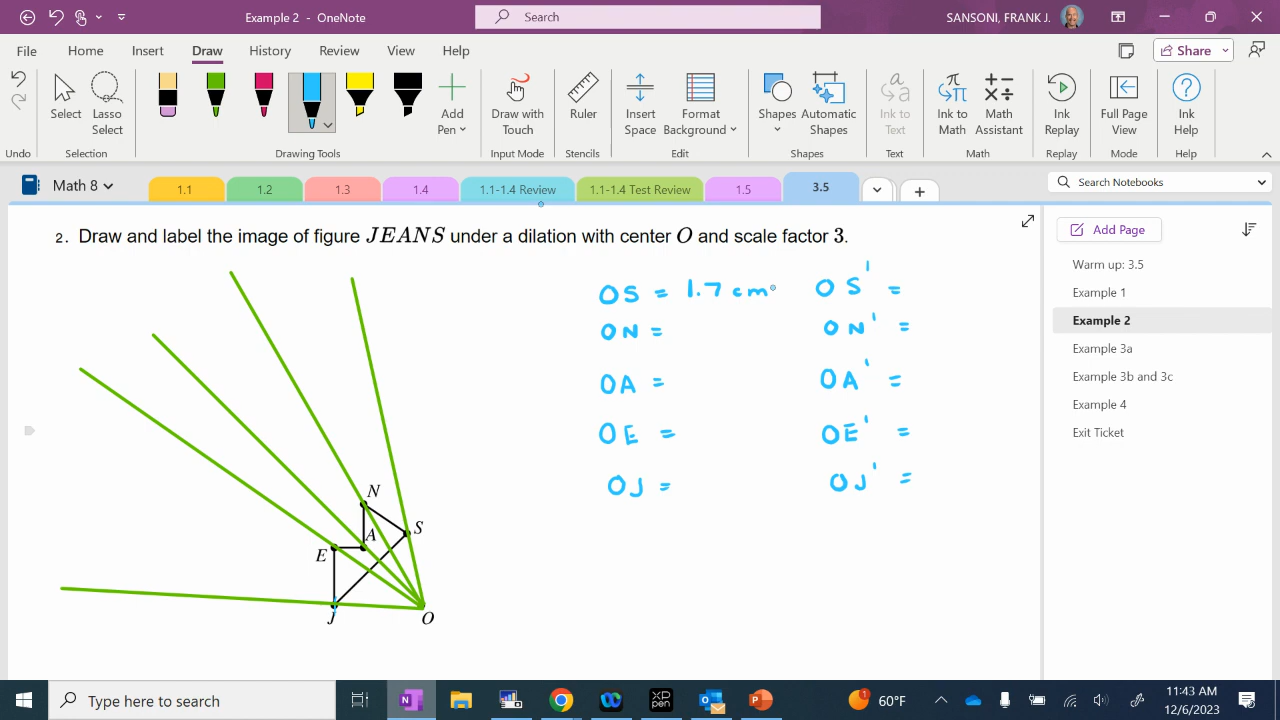 Example 2 - OneNote
Search
SANSONI, FRANK J.
File Home Insert Draw History Review View Help
Share
Undo
Select
Lasso Select
Selection
Drawing Tools
Add Pen
Draw with Touch
Input Mode
Ruler
Stencils
Insert Space
Format Background
Edit
Shapes
Automatic Shapes
Shapes
Ink to Text
Text
Ink to Math
Math Assistant
Math
Ink Replay
Replay
Full Page View
Mode
Ink Help
Help
Math 8
1.1
1.2
1.3
1.4
1.1-1.4 Review
1.1-1.4 Test Review
1.5
3.5
Search Notebooks
2. Draw and label the image of figure JEANS under a dilation with center O and scale factor 3.
OS = 1.7 cm OS' =
ON = ON' =
OA = OA' =
OE = OE' =
OJ = OJ' =
N
S
A
E
J
O
Add Page
Warm up: 3.5
Example 1
Example 2
Example 3a
Example 3b and 3c
Example 4
Exit Ticket
Type here to search
XP
pen
1
60°F
11:43 AM
12/6/2023